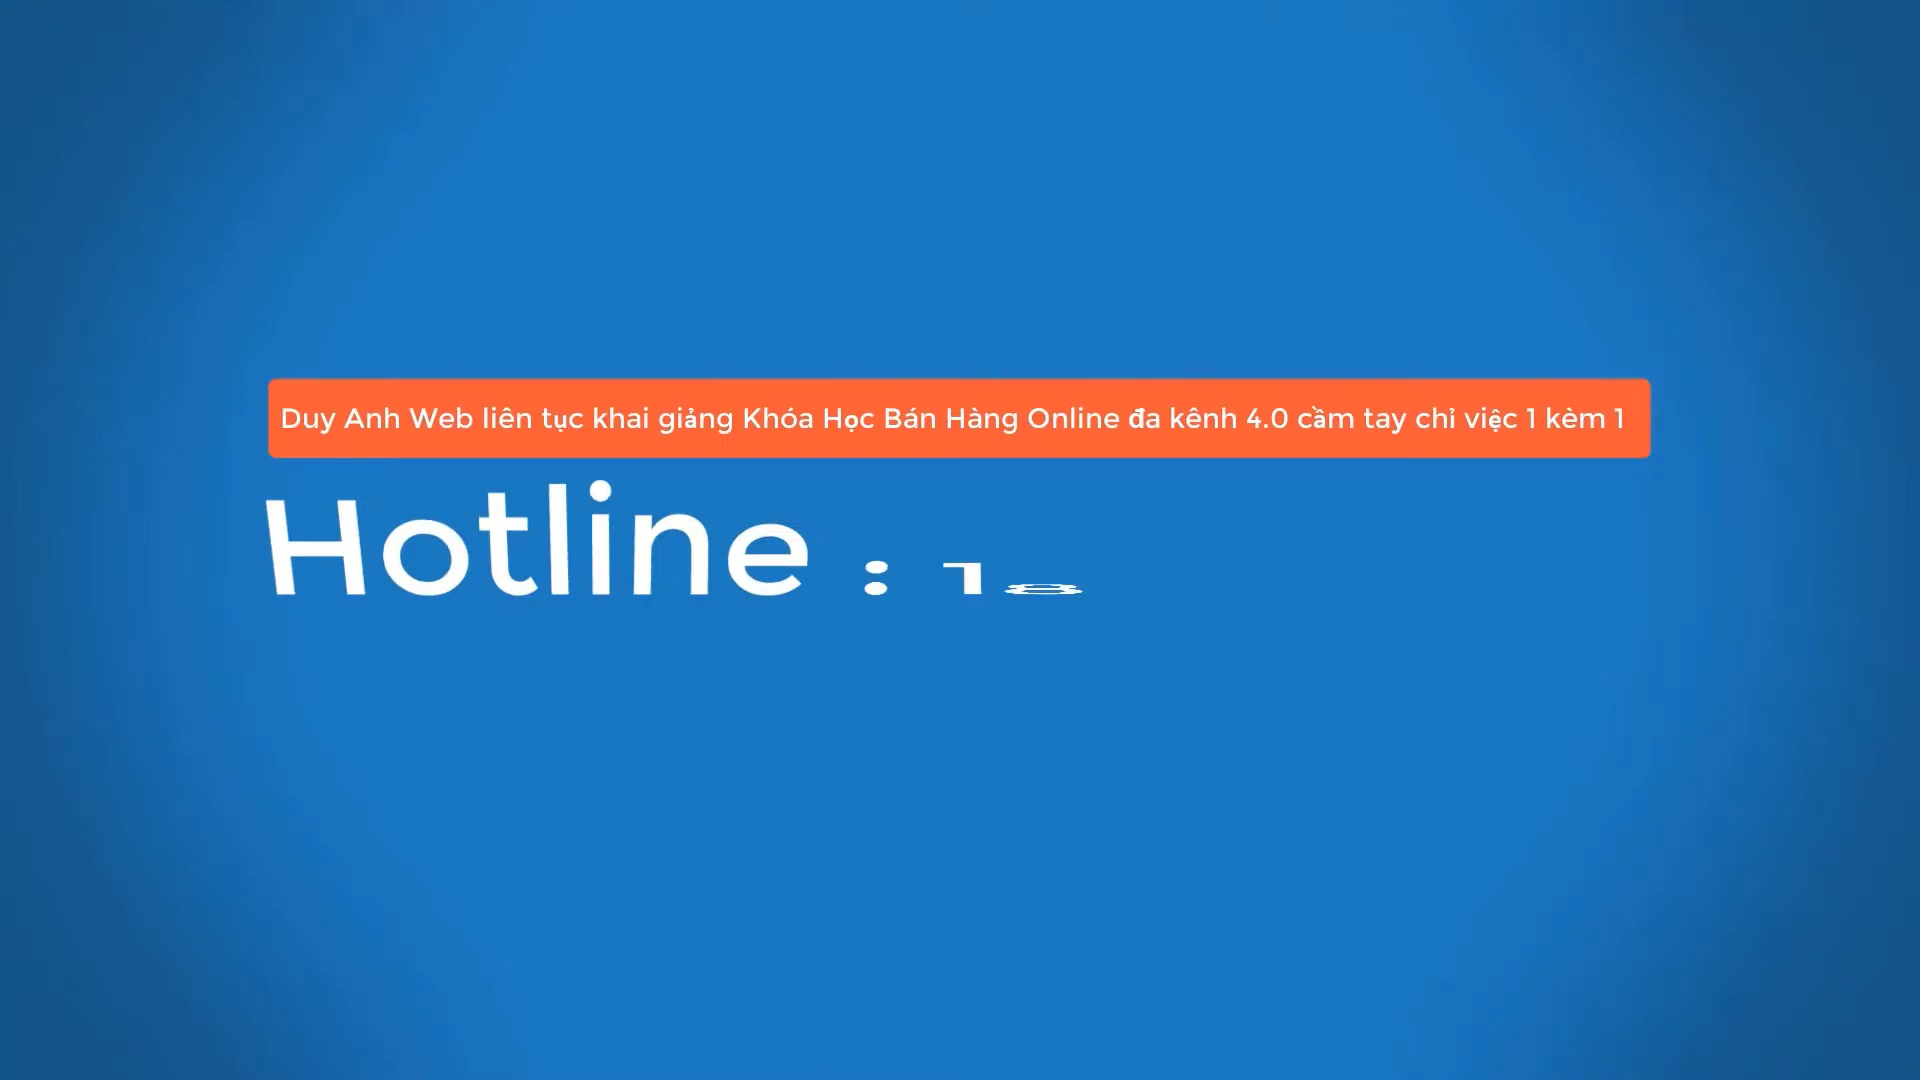 Duy Anh Web liên tục khai giảng Khóa Học Bán Hàng Online đa kênh 4.0 cầm tay chỉ việc 1 kèm 1
Hotline : 18